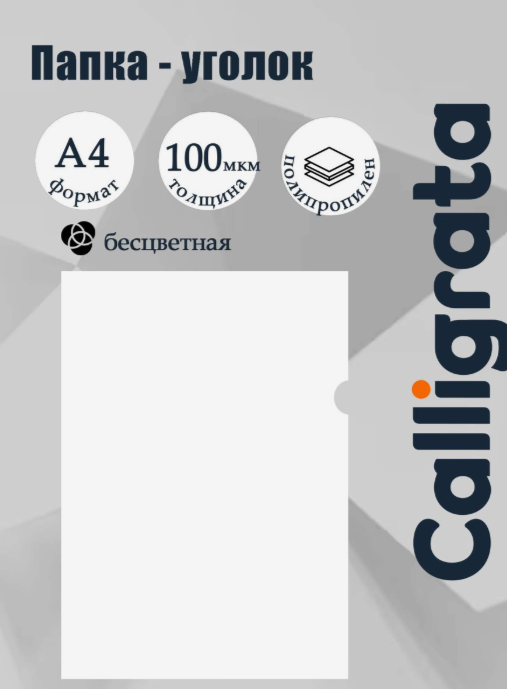 Папка - уголок
А4
формат
100мкм
толщина
полипропилен
бесцветная
Calligrata